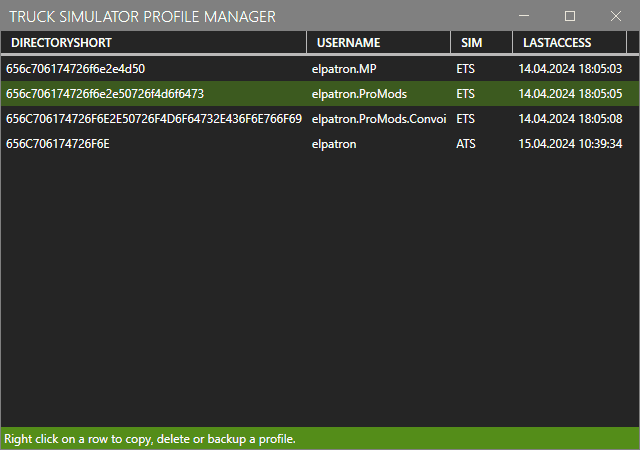 TRUCK SIMULATOR PROFILE MANAGER
DIRECTORYSHORT USERNAME SIM LASTACCESS
656c706174726f6e2e4d50 elpatron.MP ETS 14.04.2024 18:05:03
656c706174726f6e2e50726f4d6f6473 elpatron.ProMods ETS 14.04.2024 18:05:05
656C706174726F6E2E50726F4D6F64732E436F6E766F69 elpatron.ProMods.Convoi ETS 14.04.2024 18:05:08
656C706174726F6E elpatron ATS 15.04.2024 10:39:34
Right click on a row to copy, delete or backup a profile.